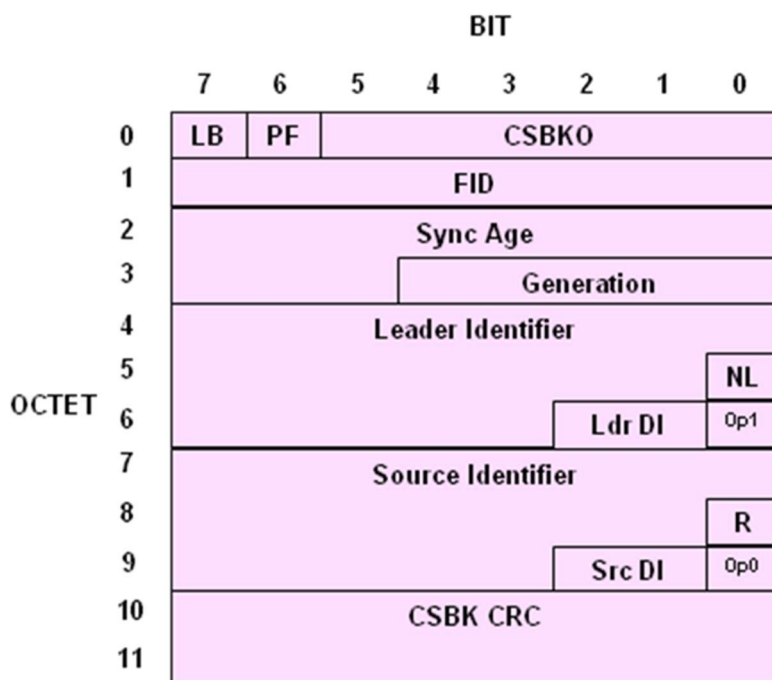 BIT
7 6 5 4 3 2 1 0
0 LB PF CSBKO
1 FID
2 Sync Age
3 Generation
4 Leader Identifier
5 NL
OCTET 6 Ldr DI Op1
7 Source Identifier
8 R
9 Src DI Op0
10 CSBK CRC
11